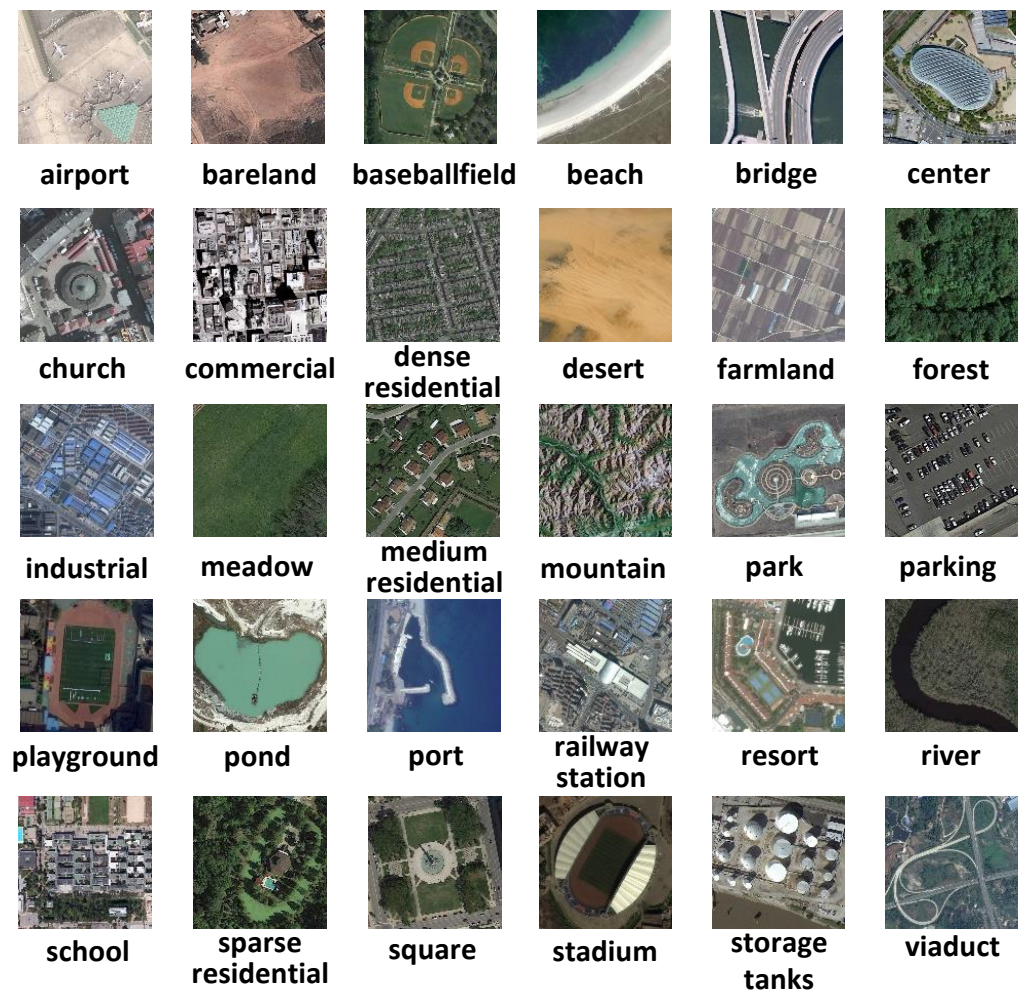 airport bareland baseballfield beach bridge center
church commercial dense residential desert farmland forest
industrial meadow medium residential mountain park parking
playground pond port railway station resort river
school sparse residential square stadium storage tanks viaduct